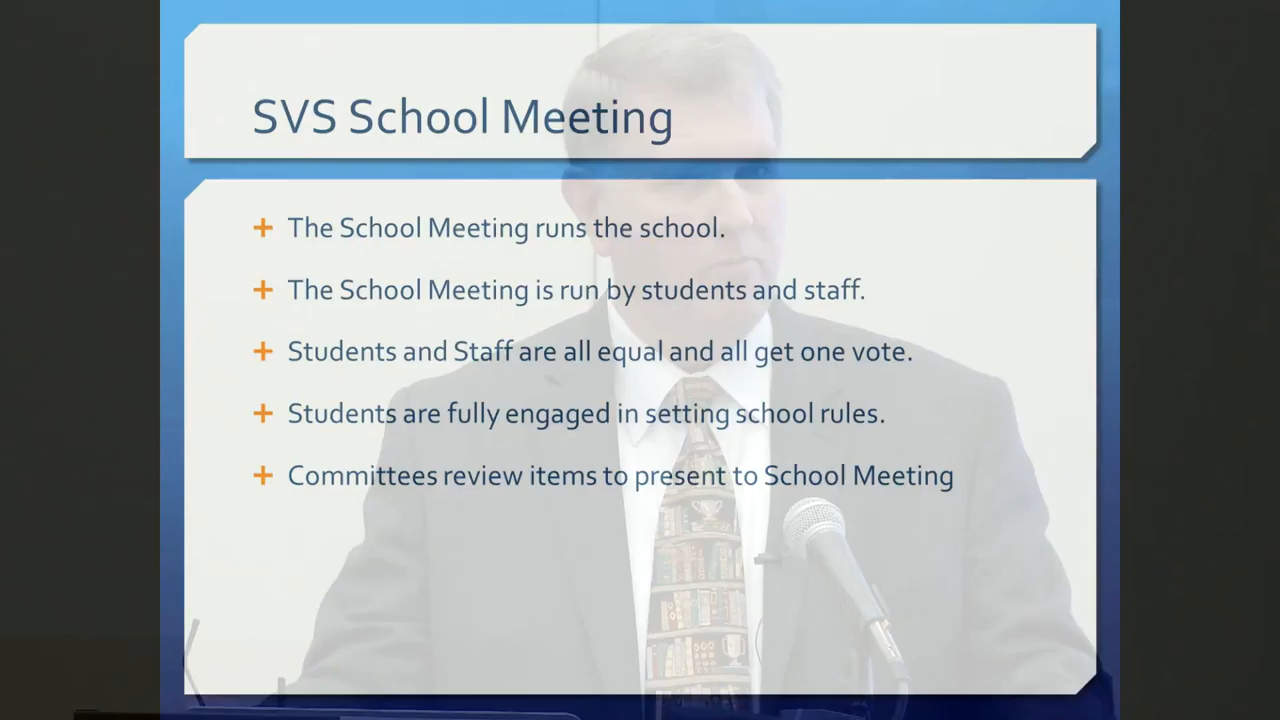 SVS School Meeting
+ The School Meeting runs the school.
+ The School Meeting is run by students and staff.
+ Students and Staff are all equal and all get one vote.
+ Students are fully engaged in setting school rules.
+ Committees review items to present to School Meeting